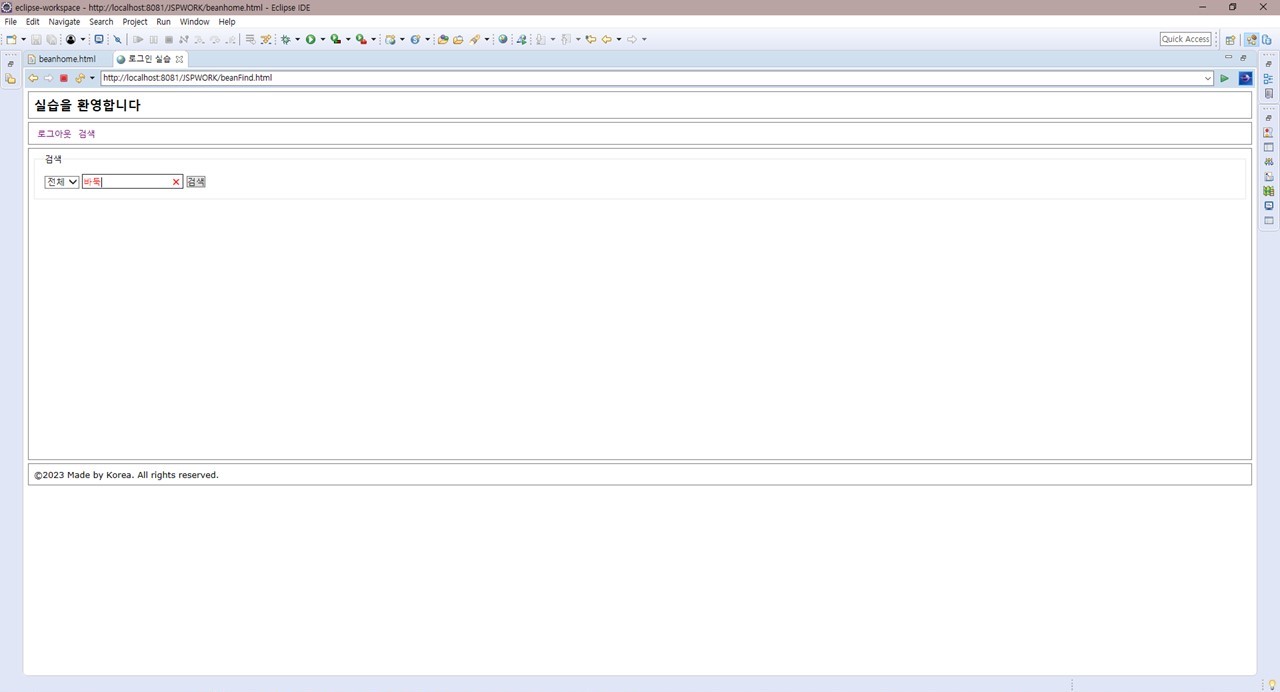 eclipse-workspace - http://localhost:8081/JSPWORK/beanhome.html - Eclipse IDE
File Edit Navigate Search Project Run Window Help
Quick Access
beanhome.html 로그인 실습
http://localhost:8081/JSPWORK/beanFind.html
실습을 환영합니다
로그아웃 검색
검색
전체 바둑 검색
©2023 Made by Korea. All rights reserved.